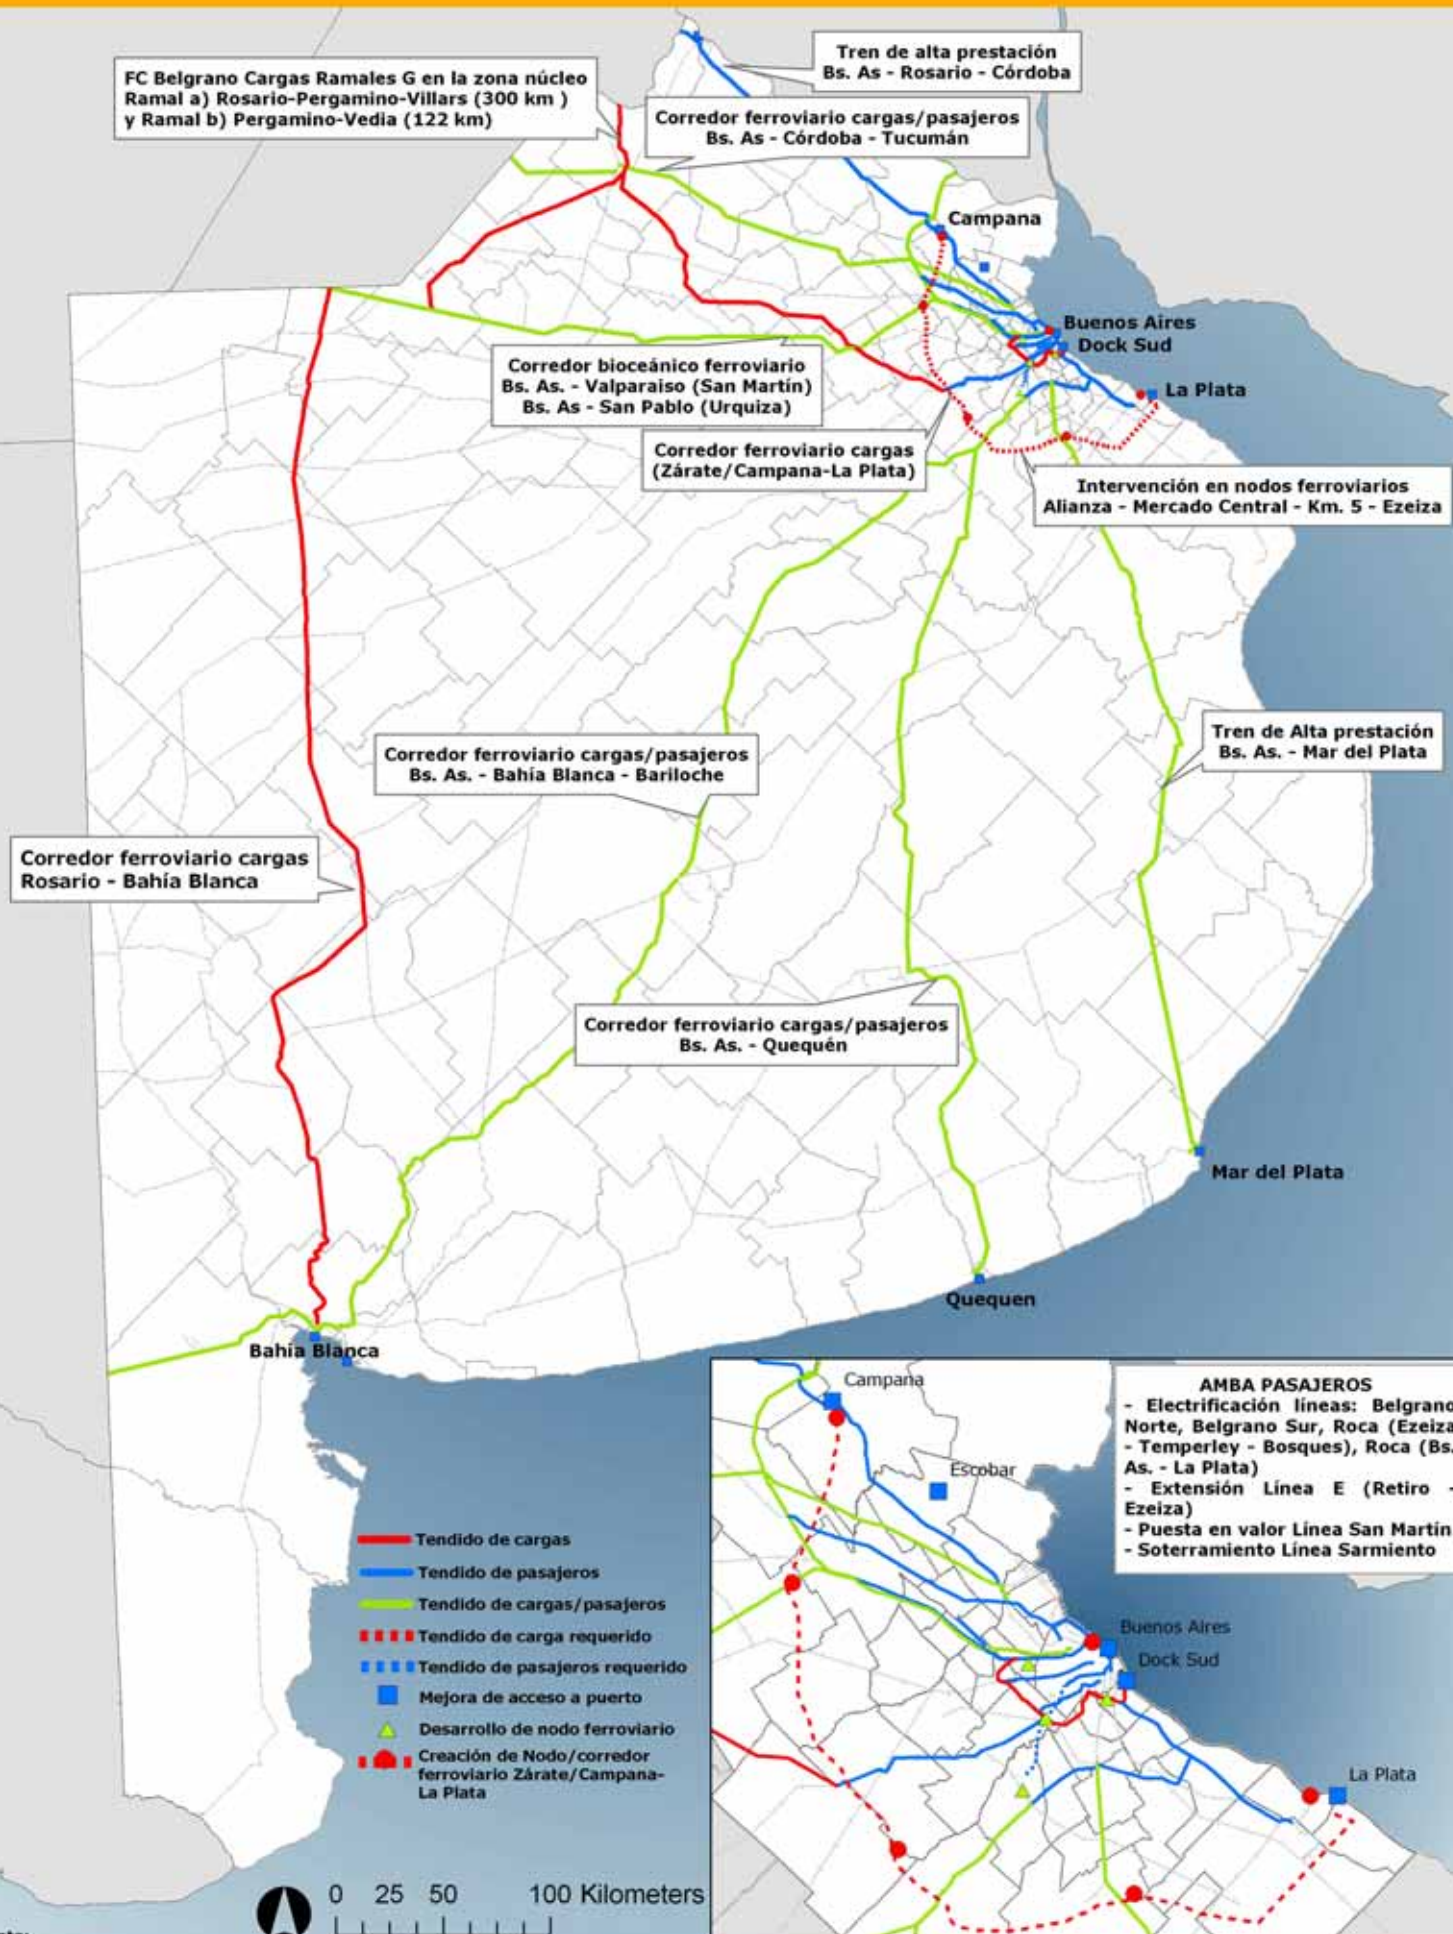 Tren de alta prestación
Bs. As - Rosario - Córdoba
FC Belgrano Cargas Ramales G en la zona núcleo
Ramal a) Rosario-Pergamino-Villars (300 km )
y Ramal b) Pergamino-Vedia (122 km)
Corredor ferroviario cargas/pasajeros
Bs. As - Córdoba - Tucumán
Campana
Buenos Aires
Dock Sud
La Plata
Corredor bioceánico ferroviario
Bs. As. - Valparaiso (San Martín)
Bs. As - San Pablo (Urquiza)
Corredor ferroviario cargas
(Zárate/Campana-La Plata)
Intervención en nodos ferroviarios
Alianza - Mercado Central - Km. 5 - Ezeiza
Tren de Alta prestación
Bs. As. - Mar del Plata
Corredor ferroviario cargas/pasajeros
Bs. As. - Bahía Blanca - Bariloche
Corredor ferroviario cargas
Rosario - Bahía Blanca
Corredor ferroviario cargas/pasajeros
Bs. As. - Quequén
Mar del Plata
Quequen
Bahía Blanca
Tendido de cargas
Tendido de pasajeros
Tendido de cargas/pasajeros
Tendido de carga requerido
Tendido de pasajeros requerido
Mejora de acceso a puerto
Desarrollo de nodo ferroviario
Creación de Nodo/corredor
ferroviario Zárate/Campana-
La Plata
0 25 50 100 Kilometers
Campana
Escobar
Buenos Aires
Dock Sud
La Plata
AMBA PASAJEROS
- Electrificación líneas: Belgrano
Norte, Belgrano Sur, Roca (Ezeiza
- Temperley - Bosques), Roca (Bs.
As. - La Plata)
- Extensión Línea E (Retiro -
Ezeiza)
- Puesta en valor Línea San Martín
- Soterramiento Línea Sarmiento